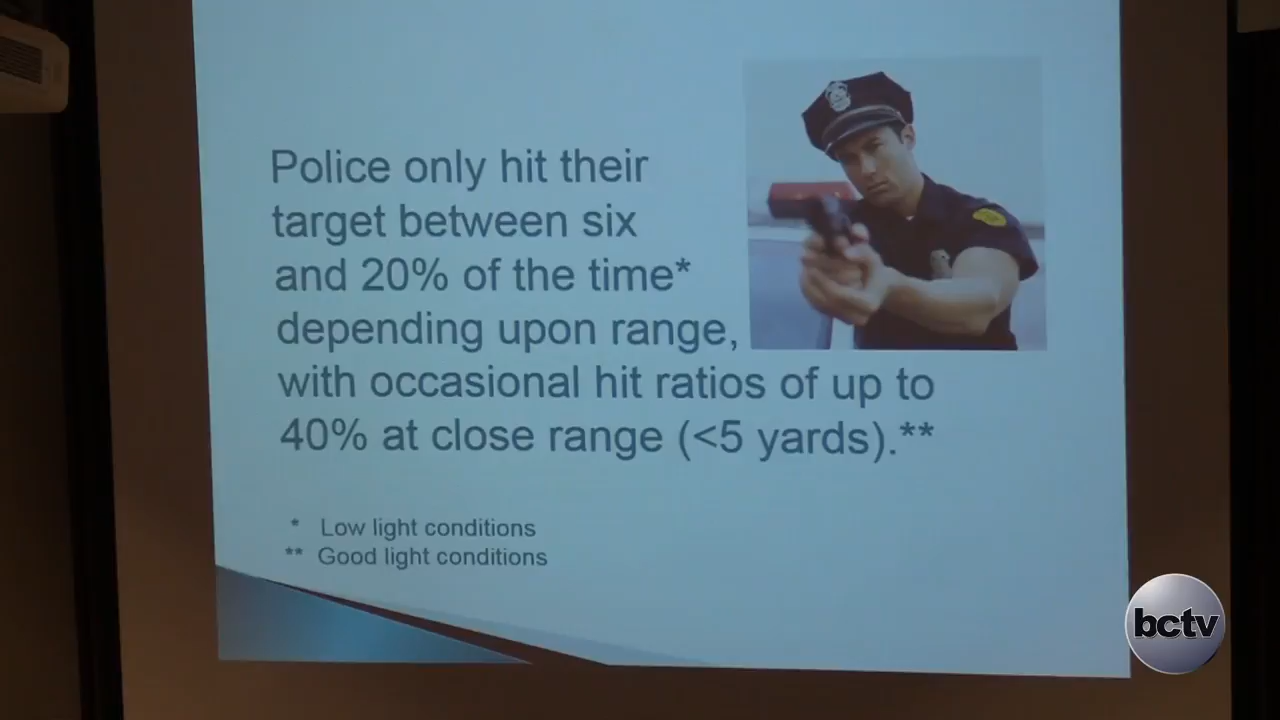 Police only hit their
target between six
and 20% of the time*
depending upon range,
with occasional hit ratios of up to
40% at close range (<5 yards).**
* Low light conditions
** Good light conditions
bctv